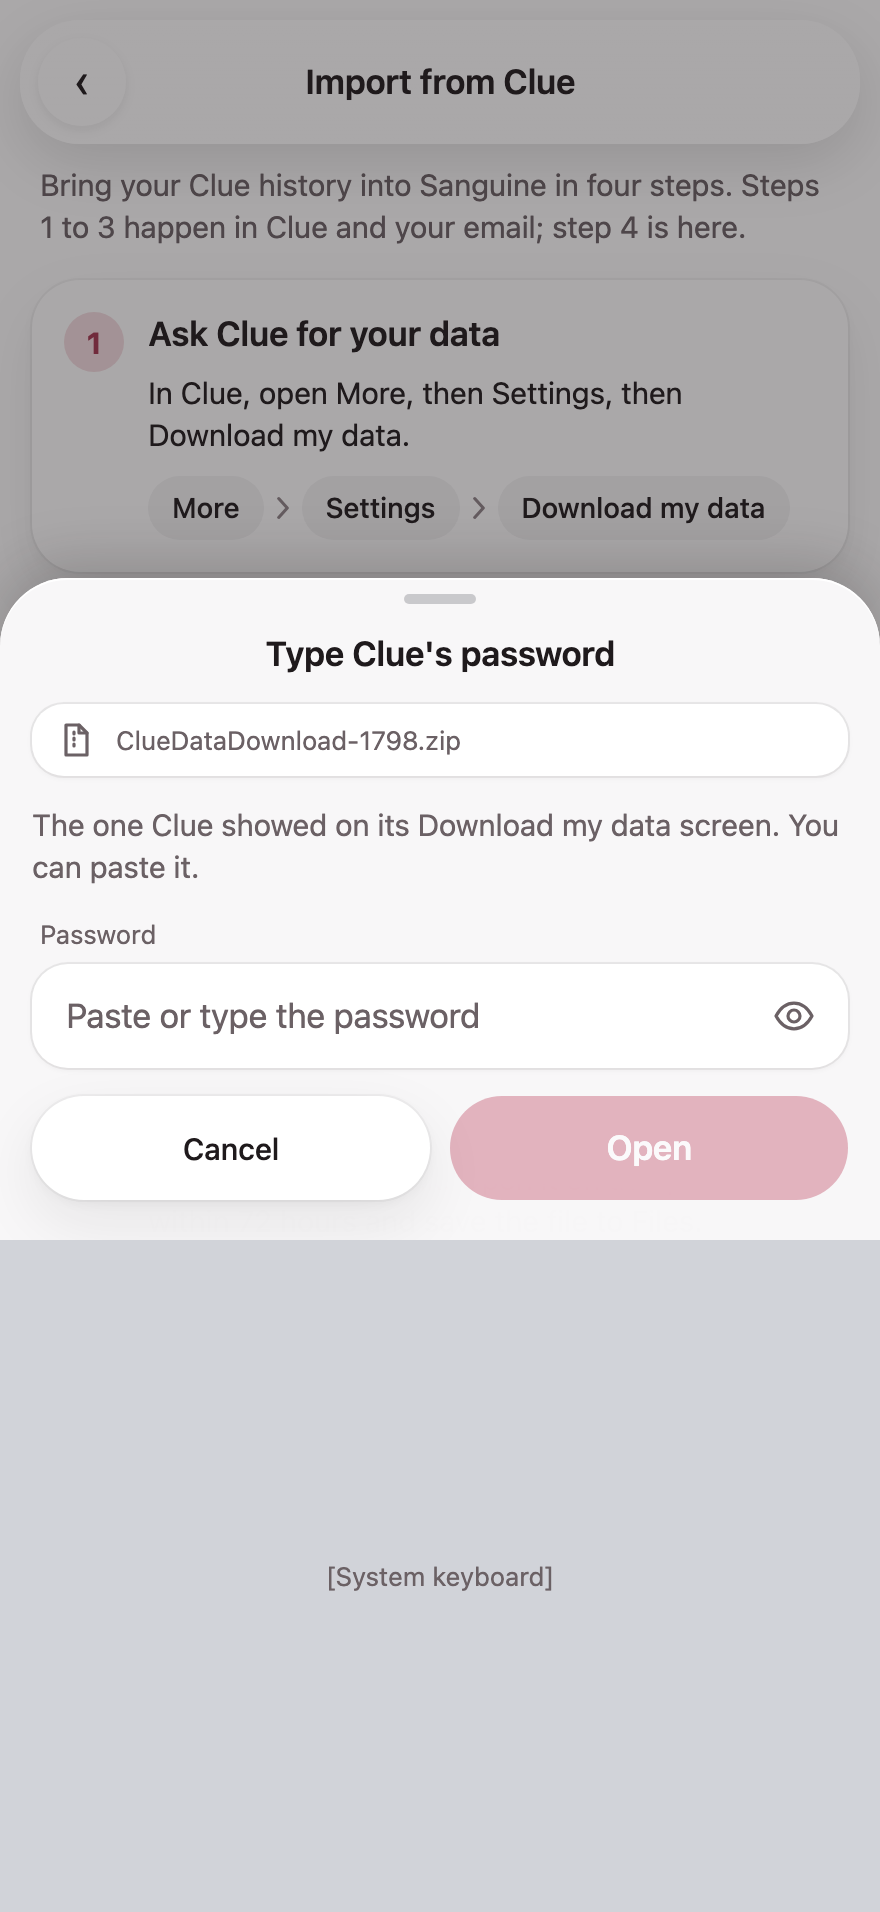 Import from Clue
Bring your Clue history into Sanguine in four steps. Steps
1 to 3 happen in Clue and your email; step 4 is here.
1
Ask Clue for your data
In Clue, open More, then Settings, then
Download my data.
More > Settings > Download my data
Type Clue's password
ClueDataDownload-1798.zip
The one Clue showed on its Download my data screen. You
can paste it.
Password
Paste or type the password
Cancel
Open
[System keyboard]